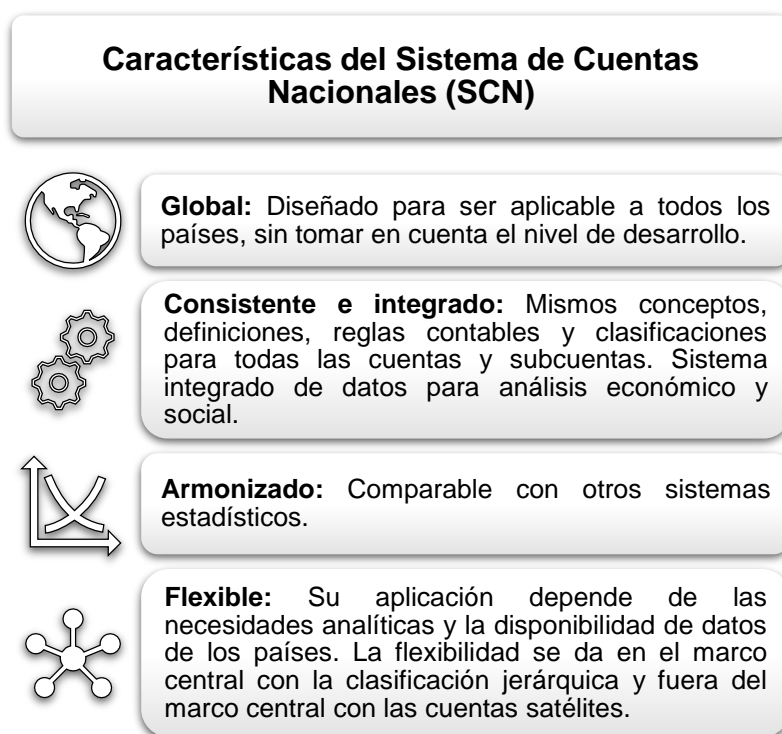 Características del Sistema de Cuentas
Nacionales (SCN)
Global: Diseñado para ser aplicable a todos los
países, sin tomar en cuenta el nivel de desarrollo.
Consistente e integrado: Mismos conceptos,
definiciones, reglas contables y clasificaciones
para todas las cuentas y subcuentas. Sistema
integrado de datos para análisis económico y
social.
Armonizado: Comparable con otros sistemas
estadísticos.
Flexible: Su aplicación depende de las
necesidades analíticas y la disponibilidad de datos
de los países. La flexibilidad se da en el marco
central con la clasificación jerárquica y fuera del
marco central con las cuentas satélites.